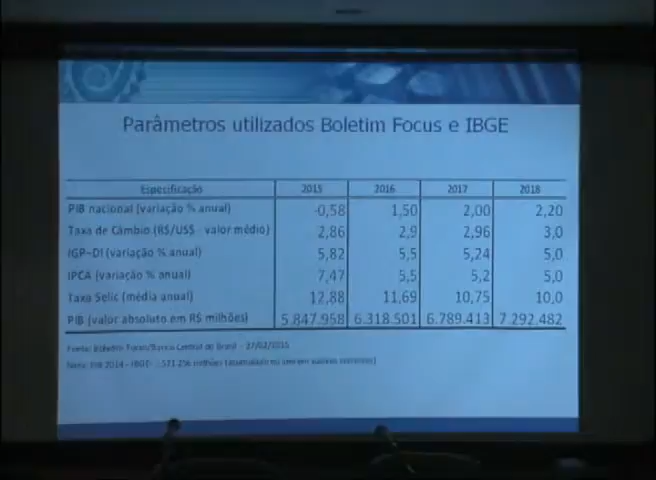 Parâmetros utilizados Boletim Focus e IBGE
Especificação 2015 2016 2017 2018
PIB nacional (variação % anual) -0,58 1,50 2,00 2,20
Taxa de Câmbio (R$/US$ - valor médio) 2,86 2,9 2,96 3,0
IGP-DI (variação % anual) 5,82 5,5 5,24 5,0
IPCA (variação % anual) 7,47 5,5 5,2 5,0
Taxa Selic (média anual) 12,88 11,69 10,75 10,0
PIB (valor absoluto em R$ milhões) 5.847.958 6.318.501 6.789.413 7.292.482
Fonte: Boletim Focus/Banco Central do Brasil - 27/02/2015
Nota: PIB 2014 - IBGE: milhões